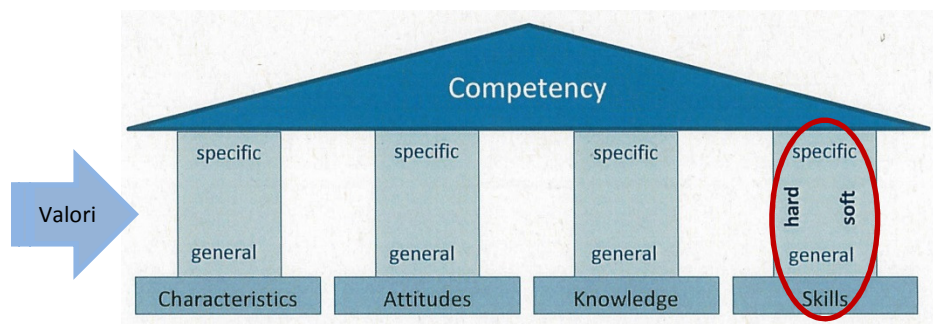 Competency
specific
specific
specific
specific
hard
soft
Valori
general
general
general
general
Characteristics
Attitudes
Knowledge
Skills